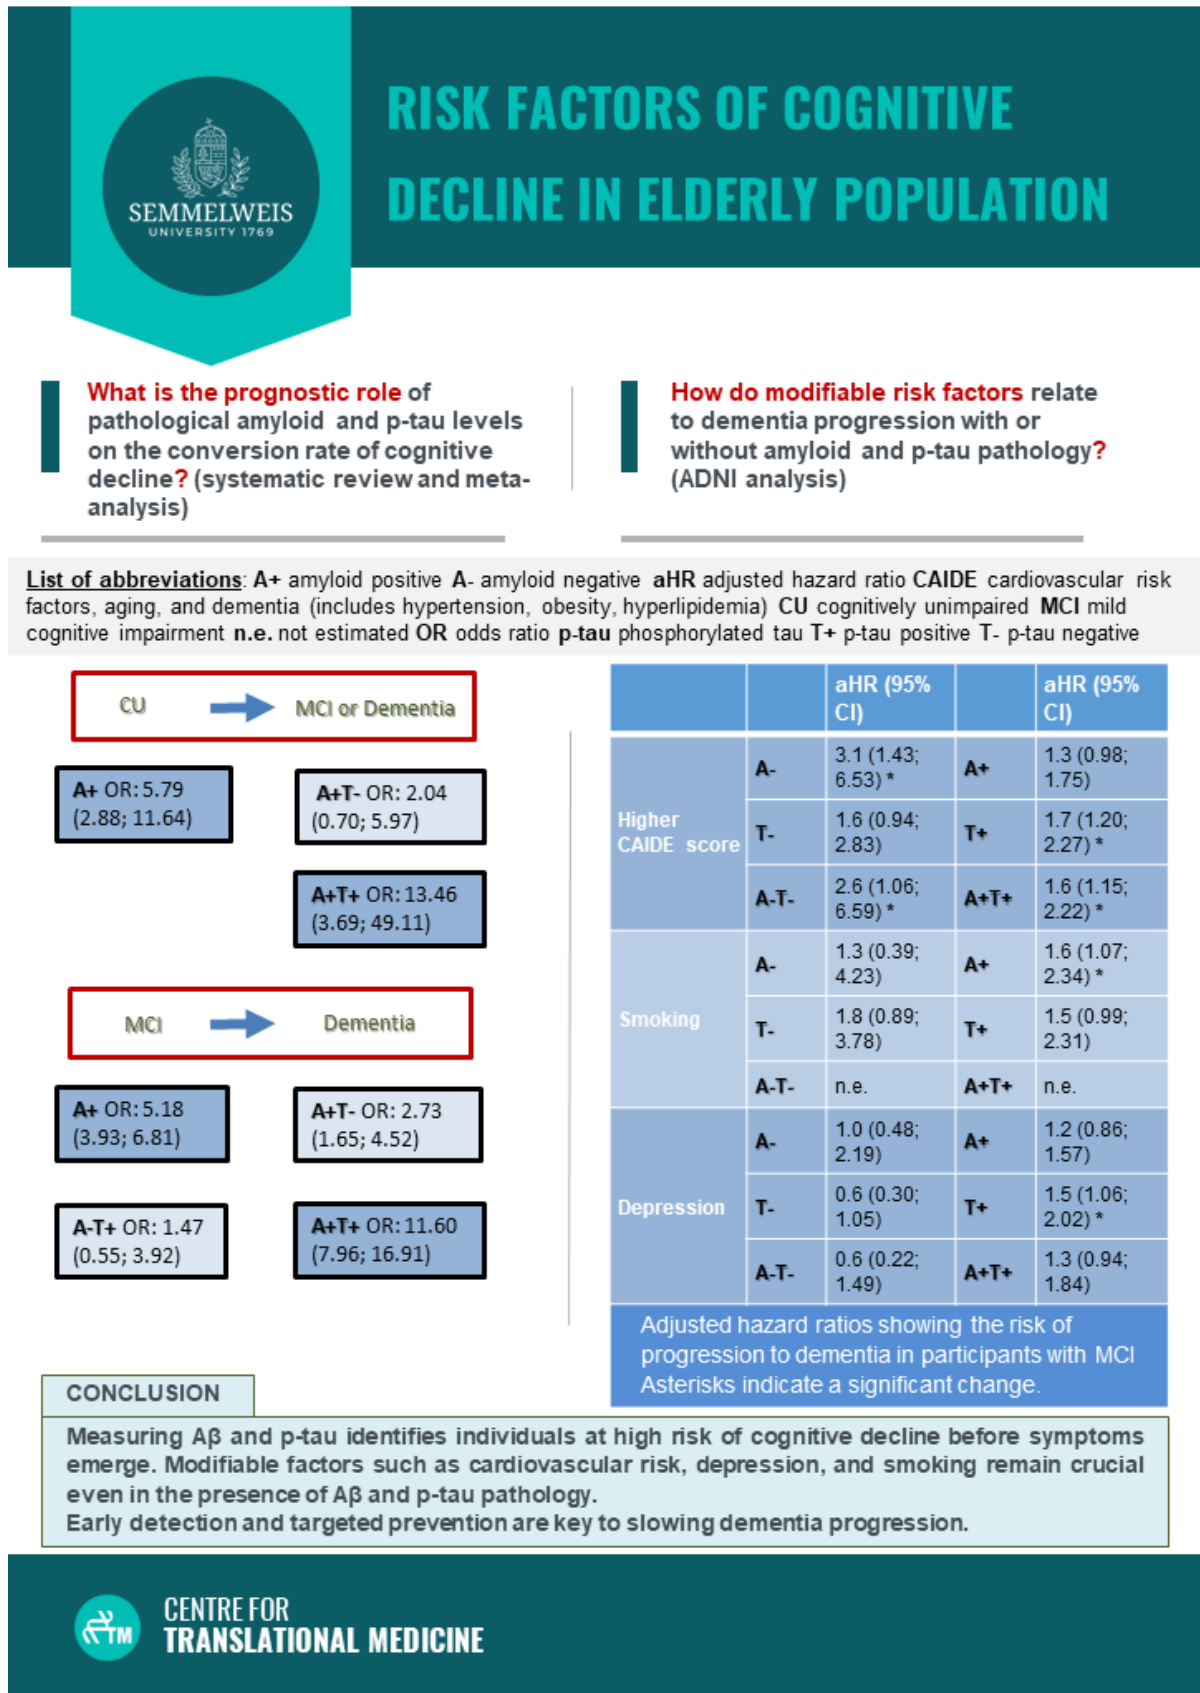 SEMMELWEIS
UNIVERSITY 1769
RISK FACTORS OF COGNITIVE
DECLINE IN ELDERLY POPULATION
What is the prognostic role of
pathological amyloid and p-tau levels
on the conversion rate of cognitive
decline? (systematic review and meta-
analysis)
How do modifiable risk factors relate
to dementia progression with or
without amyloid and p-tau pathology?
(ADNI analysis)
List of abbreviations: A+ amyloid positive A- amyloid negative aHR adjusted hazard ratio CAIDE cardiovascular risk
factors, aging, and dementia (includes hypertension, obesity, hyperlipidemia) CU cognitively unimpaired MCI mild
cognitive impairment n.e. not estimated OR odds ratio p-tau phosphorylated tau T+ p-tau positive T- p-tau negative
CU MCI or Dementia
A+ OR: 5.79
(2.88; 11.64)
A+T- OR: 2.04
(0.70; 5.97)
A+T+ OR: 13.46
(3.69; 49.11)
MCI Dementia
A+ OR: 5.18
(3.93; 6.81)
A+T- OR: 2.73
(1.65; 4.52)
A-T+ OR: 1.47
(0.55; 3.92)
A+T+ OR: 11.60
(7.96; 16.91)
aHR (95%
CI)
aHR (95%
CI)
Higher
CAIDE score
A-
3.1 (1.43;
6.53) *
A+
1.3 (0.98;
1.75)
T-
1.6 (0.94;
2.83)
T+
1.7 (1.20;
2.27) *
A-T-
2.6 (1.06;
6.59) *
A+T+
1.6 (1.15;
2.22) *
Smoking
A-
1.3 (0.39;
4.23)
A+
1.6 (1.07;
2.34) *
T-
1.8 (0.89;
3.78)
T+
1.5 (0.99;
2.31)
A-T-
n.e.
A+T+
n.e.
Depression
A-
1.0 (0.48;
2.19)
A+
1.2 (0.86;
1.57)
T-
0.6 (0.30;
1.05)
T+
1.5 (1.06;
2.02) *
A-T-
0.6 (0.22;
1.49)
A+T+
1.3 (0.94;
1.84)
Adjusted hazard ratios showing the risk of
progression to dementia in participants with MCI
Asterisks indicate a significant change.
CONCLUSION
Measuring Aβ and p-tau identifies individuals at high risk of cognitive decline before symptoms
emerge. Modifiable factors such as cardiovascular risk, depression, and smoking remain crucial
even in the presence of Aβ and p-tau pathology.
Early detection and targeted prevention are key to slowing dementia progression.
TM
CENTRE FOR
TRANSLATIONAL MEDICINE